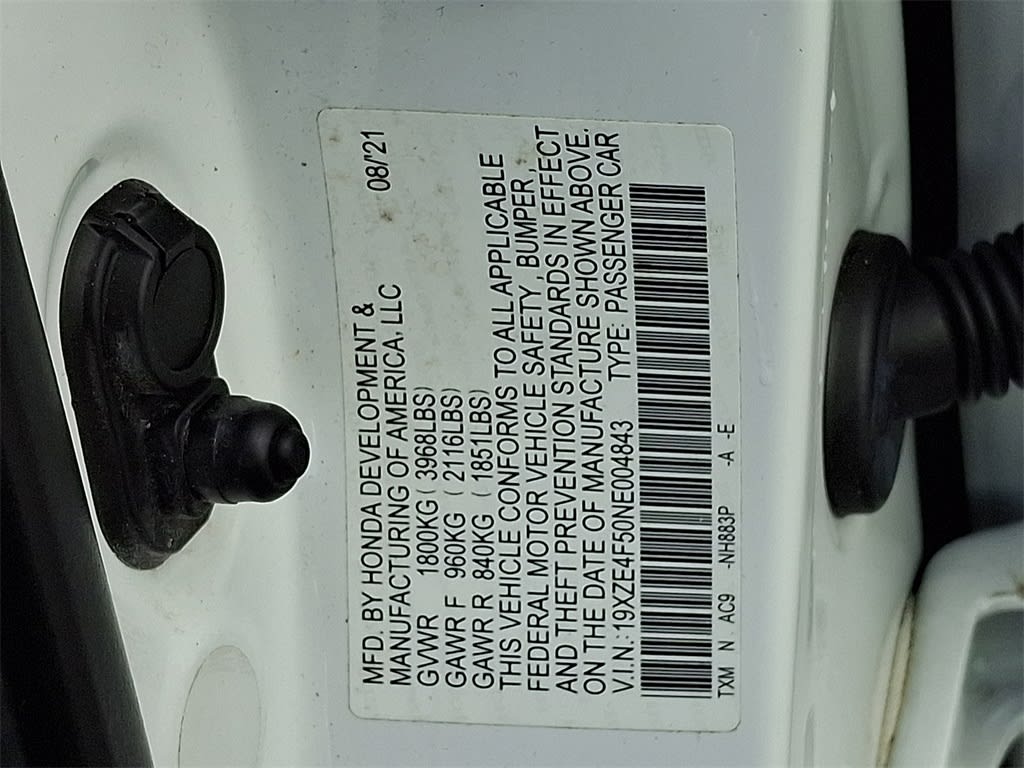 MFD. BY HONDA DEVELOPMENT & 08/'21
MANUFACTURING OF AMERICA, LLC
GVWR 1800KG (3968LBS)
GAWR F 960KG (2116LBS)
GAWR R 840KG (1851LBS)
THIS VEHICLE CONFORMS TO ALL APPLICABLE
FEDERAL MOTOR VEHICLE SAFETY, BUMPER,
AND THEFT PREVENTION STANDARDS IN EFFECT
ON THE DATE OF MANUFACTURE SHOWN ABOVE.
V.I.N.: 19XZE4F50NE004843 TYPE: PASSENGER CAR
TXM N AC9 -NH883P -A -E